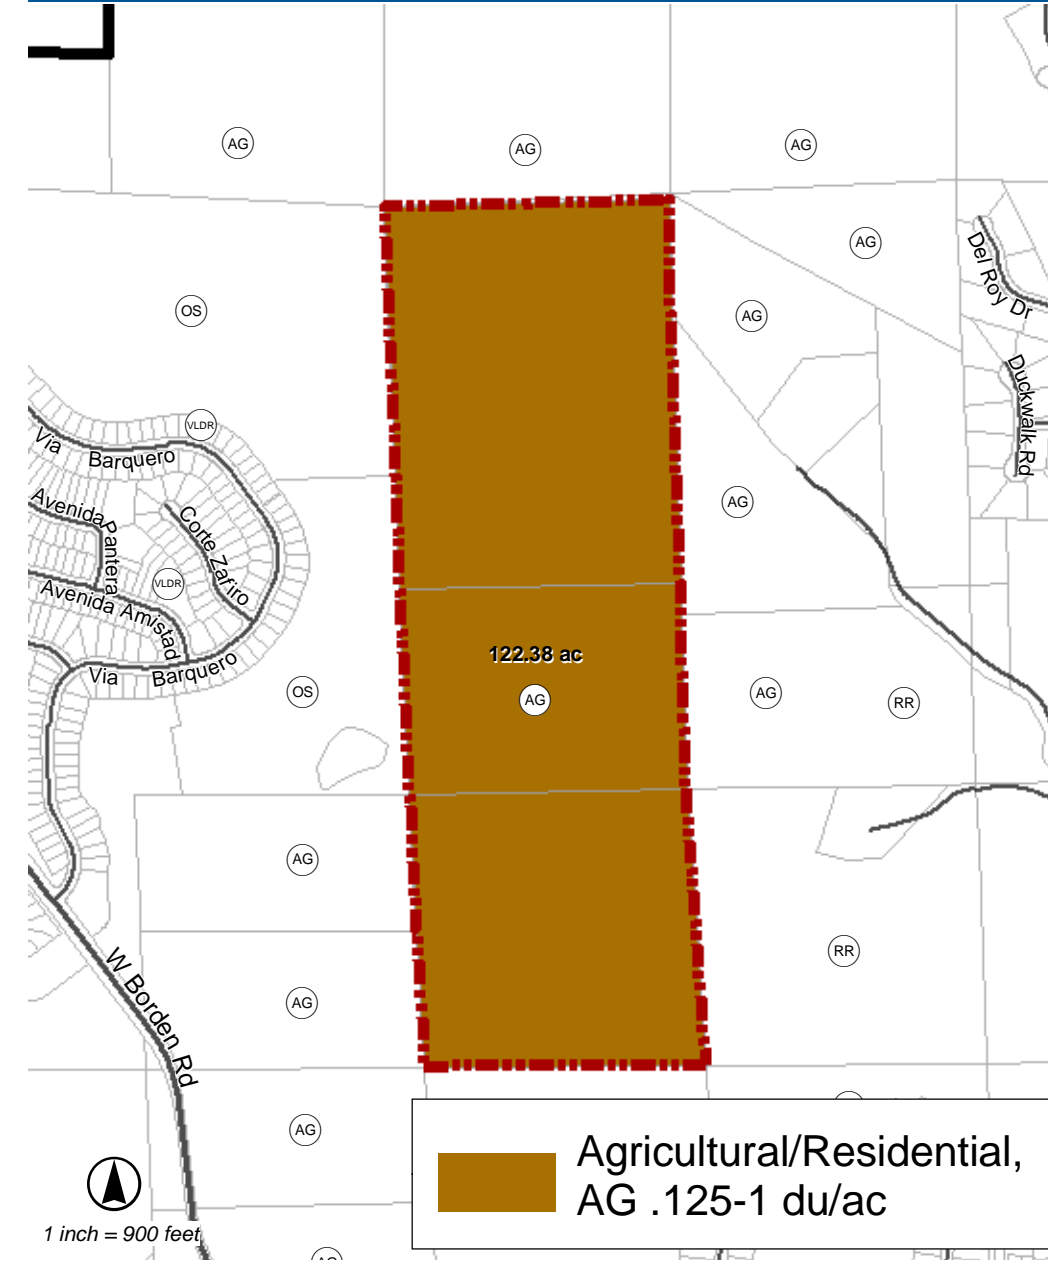 AG
AG
AG
AG
OS
AG
Del Roy Dr
Duckwalk Rd
VLDR
Via Barquero
Avenida Pantera
Corte Zafiro
AG
VLDR
Avenida Amistad
122.38 ac
Via Barquero
OS
AG
AG
RR
AG
RR
W Borden Rd
AG
AG
Agricultural/Residential,
AG .125-1 du/ac
1 inch = 900 feet